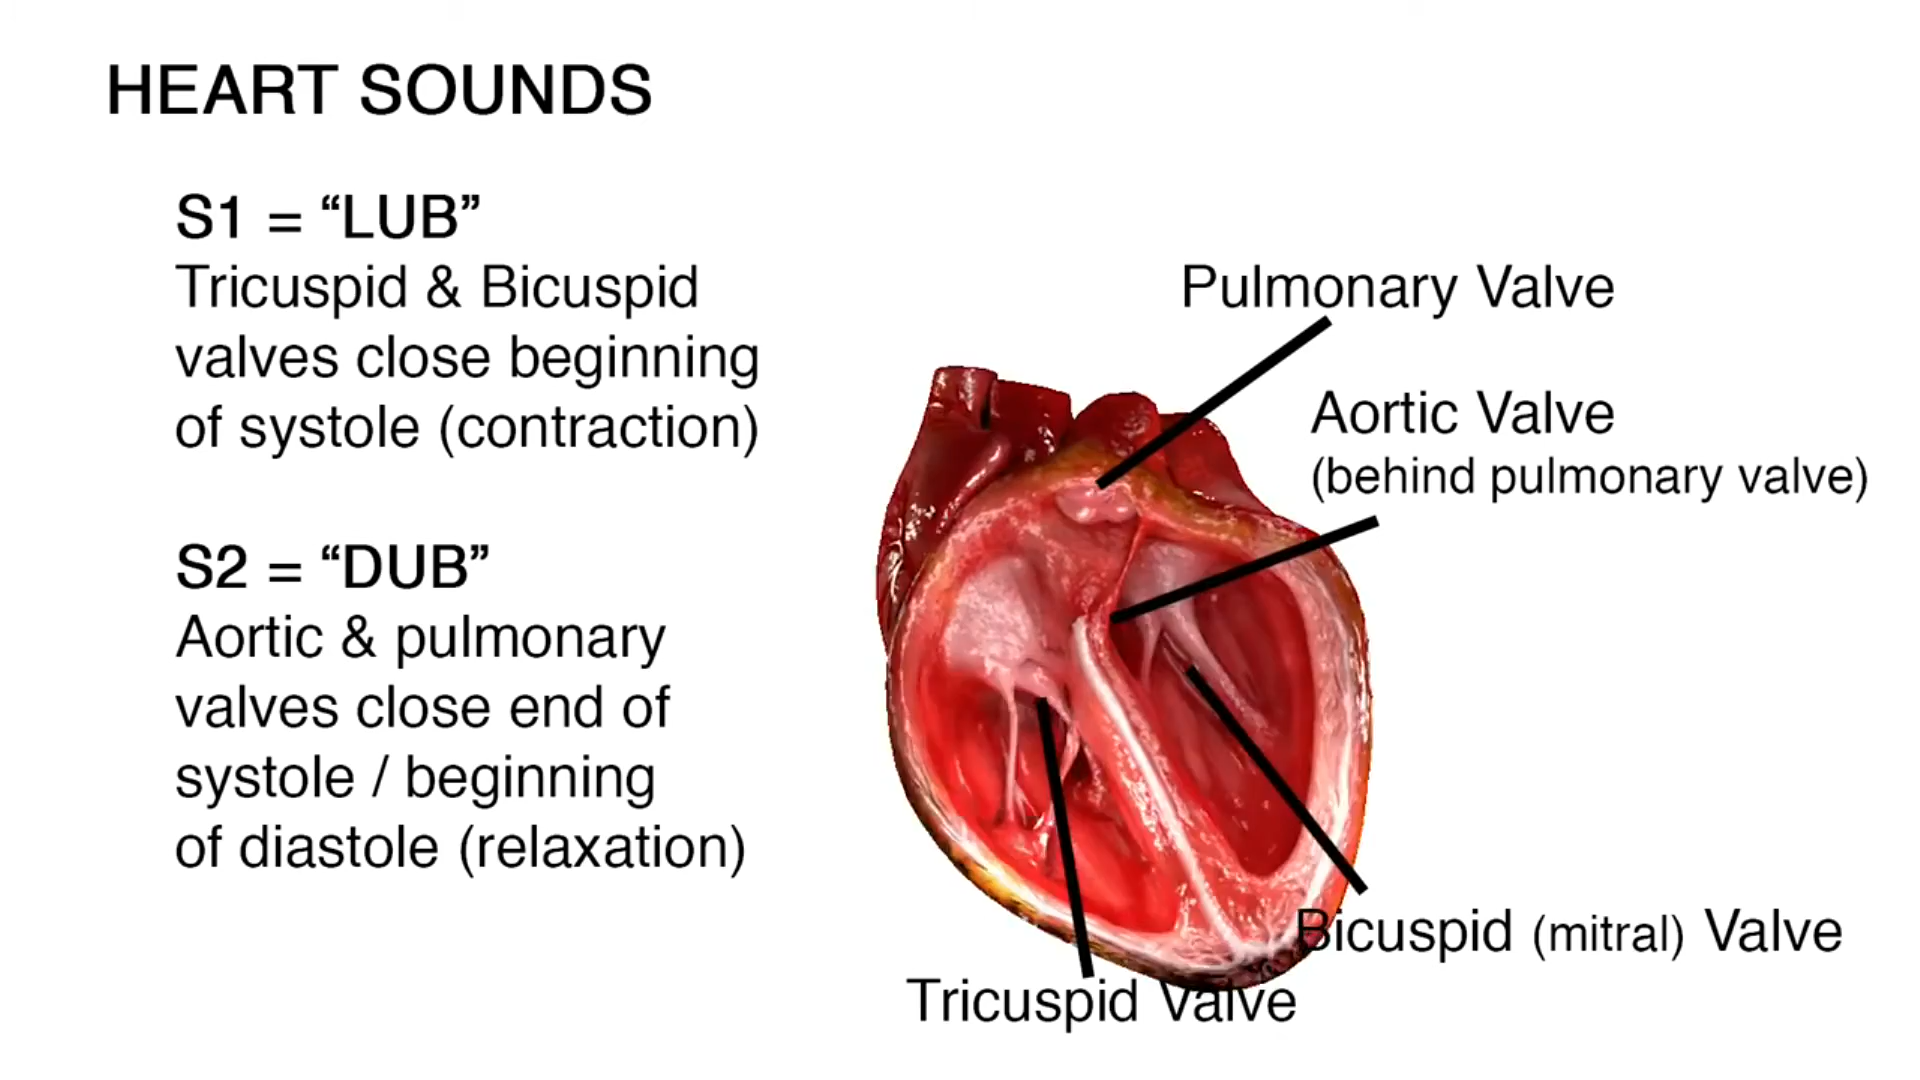 HEART SOUNDS
S1 = “LUB”
Tricuspid & Bicuspid
valves close beginning
of systole (contraction)
S2 = “DUB”
Aortic & pulmonary
valves close end of
systole / beginning
of diastole (relaxation)
Pulmonary Valve
Aortic Valve
(behind pulmonary valve)
Bicuspid (mitral) Valve
Tricuspid Valve